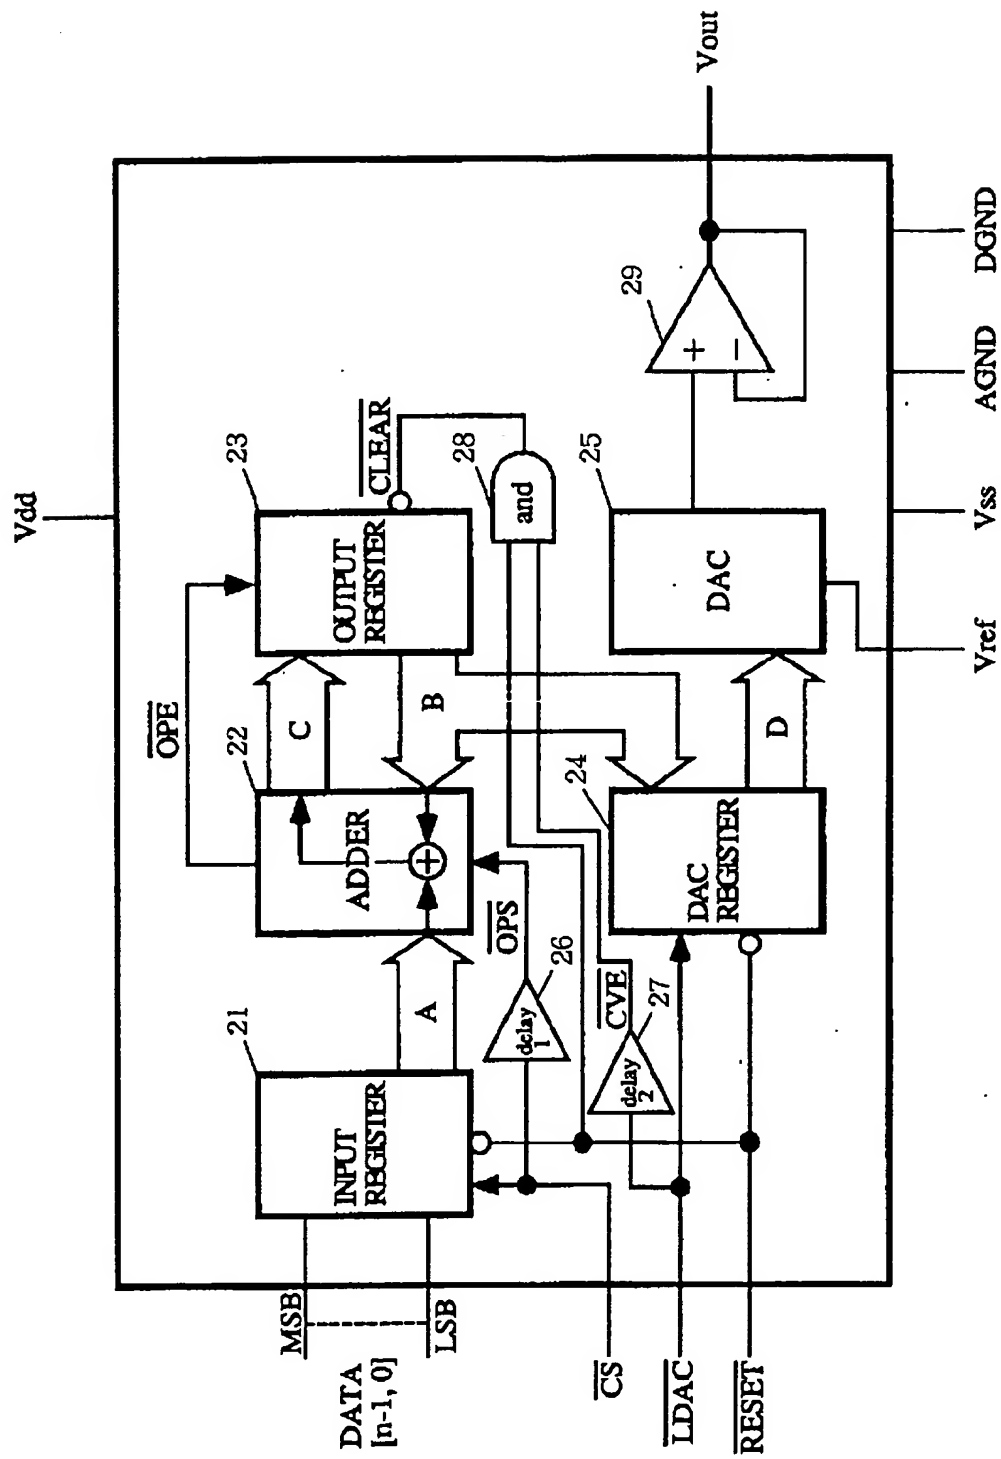 Vdd
OPE
21
22
23
INPUT
REGISTER
A
ADDER
C
B
OUTPUT
REGISTER
CLEAR
MSB
LSB
DATA
[n-1, 0]
delay
1
26
OPS
28
and
CS
delay
2
27
CVE
24
DAC
REGISTER
D
25
DAC
29
+
−
Vout
LDAC
RESET
Vref
Vss
AGND
DGND